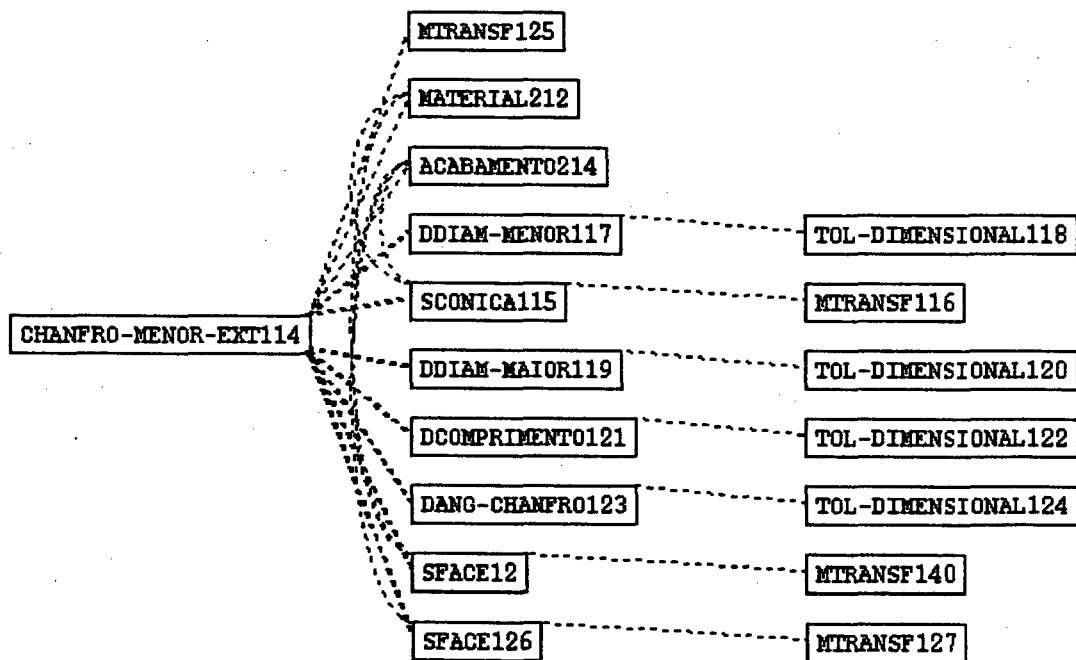 MTRANSF125
MATERIAL212
ACABAMENTO214
DDIAM-MENOR117
TOL-DIMENSIONAL118
SCONICA115
MTRANSF116
CHANFRO-MENOR-EXT114
DDIAM-MAIOR119
TOL-DIMENSIONAL120
DCOMPRIMENTO121
TOL-DIMENSIONAL122
DANG-CHANFRO123
TOL-DIMENSIONAL124
SFACE12
MTRANSF140
SFACE126
MTRANSF127